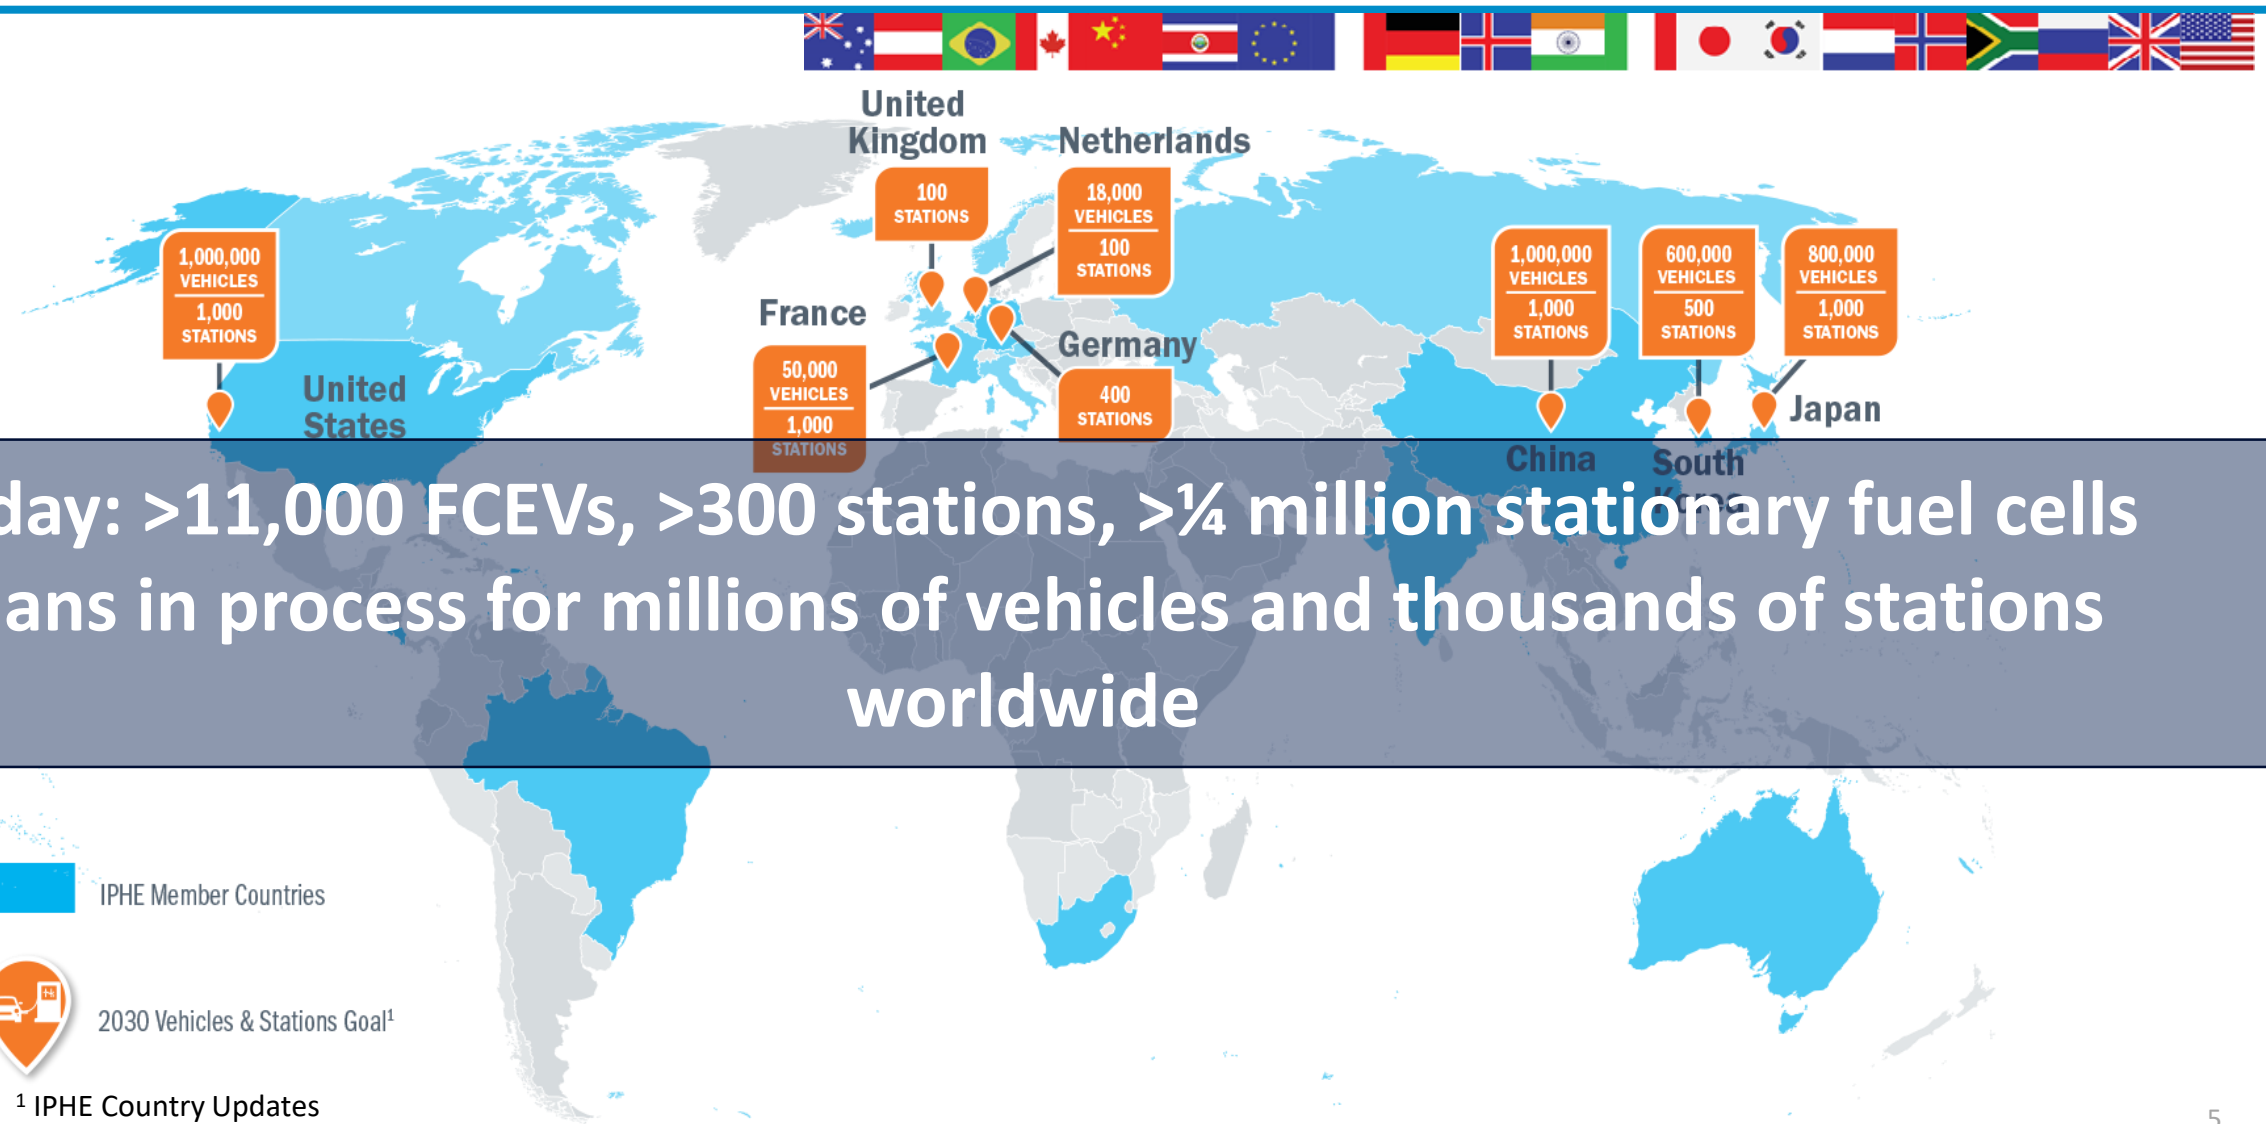 United
Kingdom
Netherlands
100
STATIONS
18,000
VEHICLES
100
STATIONS
1,000,000
VEHICLES
1,000
STATIONS
1,000,000
VEHICLES
1,000
STATIONS
600,000
VEHICLES
500
STATIONS
800,000
VEHICLES
1,000
STATIONS
France
Germany
50,000
VEHICLES
1,000
STATIONS
400
STATIONS
United
States
Japan
China
South
Korea
day: >11,000 FCEVs, >300 stations, >¼ million stationary fuel cells
ans in process for millions of vehicles and thousands of stations
worldwide
IPHE Member Countries
2030 Vehicles & Stations Goal¹
¹ IPHE Country Updates
5